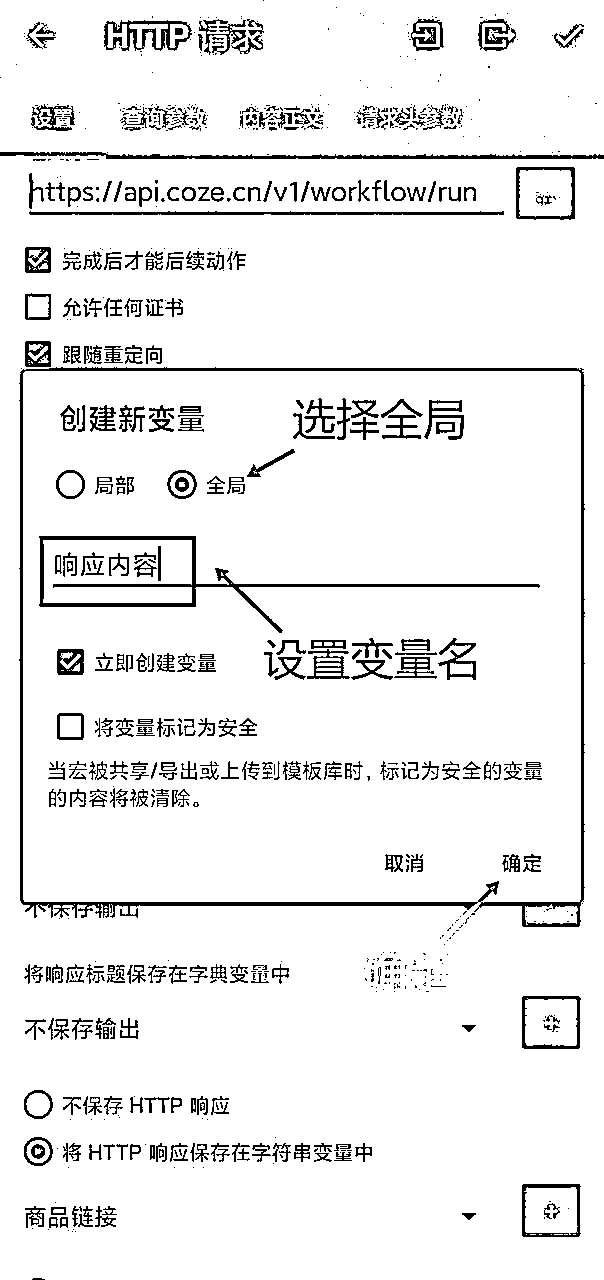 HTTP 请求
设置 查询参数 内容正文 请求头参数
https://api.coze.cn/v1/workflow/run
完成后才能后续动作
允许任何证书
跟随重定向
创建新变量
选择全局
局部 全局
响应内容
设置变量名
立即创建变量
将变量标记为安全
当宏被共享/导出或上传到模板库时,标记为安全的变量
的内容将被清除。
取消 确定
不保存输出
将响应标题保存在字典变量中
不保存输出
不保存 HTTP 响应
将 HTTP 响应保存在字符串变量中
商品链接